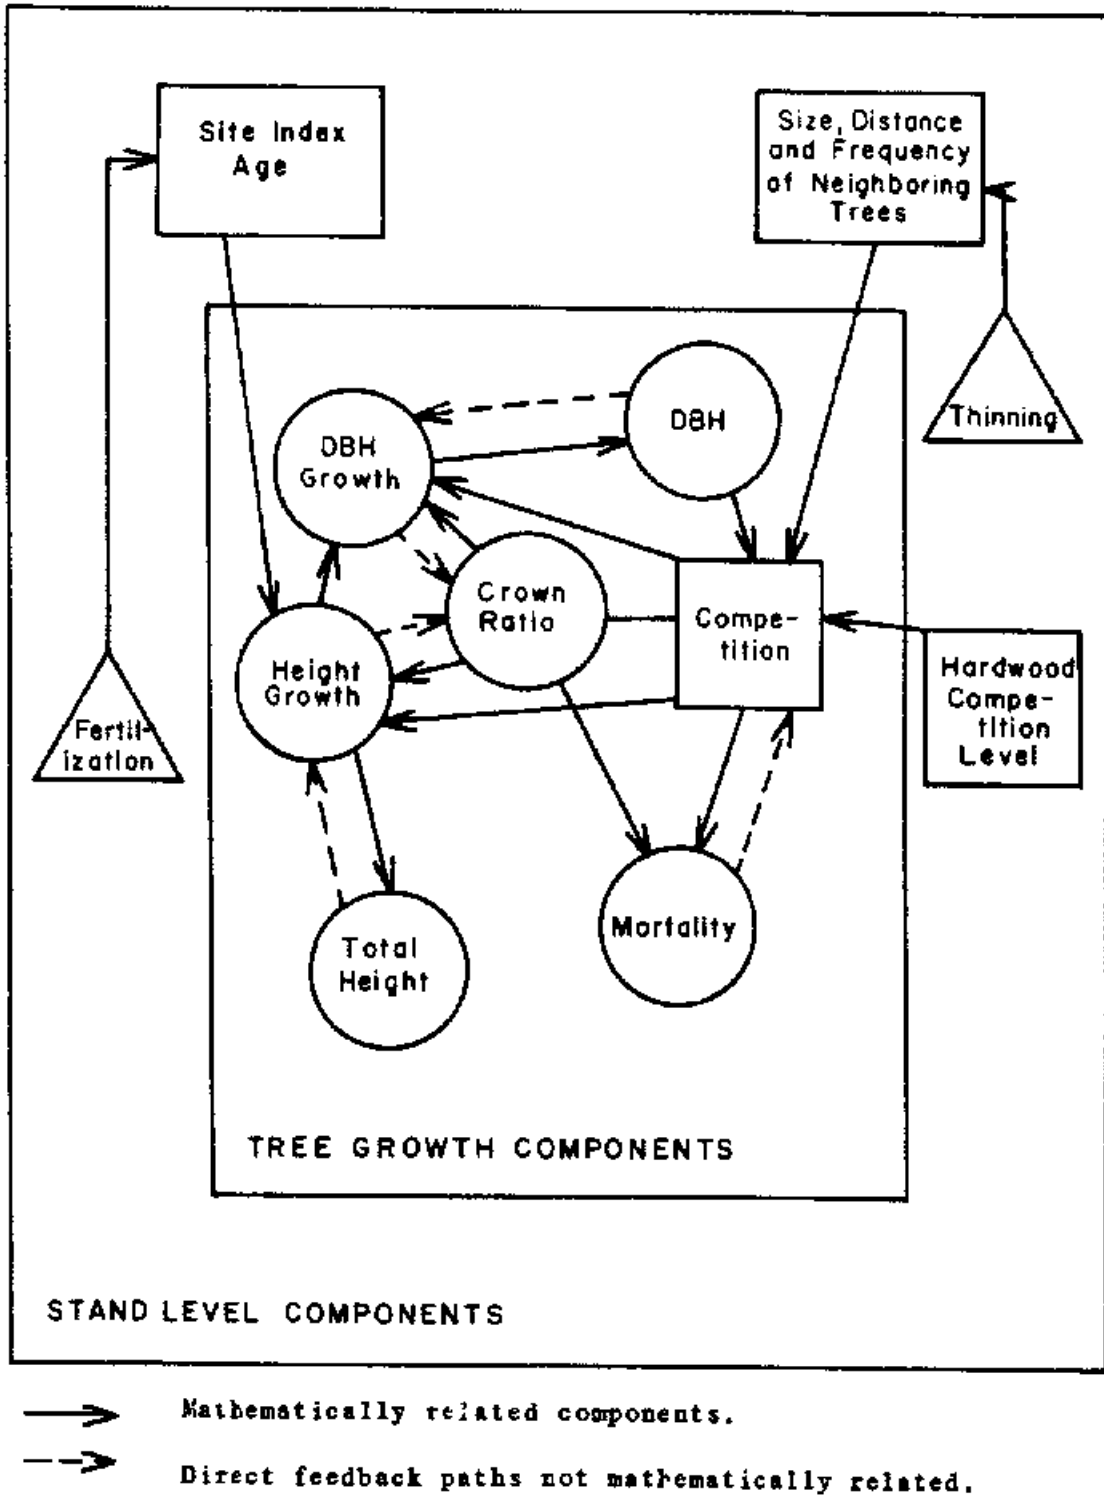 Site Index
Age
Size, Distance
and Frequency
of Neighboring
Trees
Thinning
DBH
Growth
DBH
Crown
Ratio
Compe-
tition
Height
Growth
Hardwood
Compe-
tition
Level
Fertil-
ization
Total
Height
Mortality
TREE GROWTH COMPONENTS
STAND LEVEL COMPONENTS
Mathematically related components.
Direct feedback paths not mathematically related.